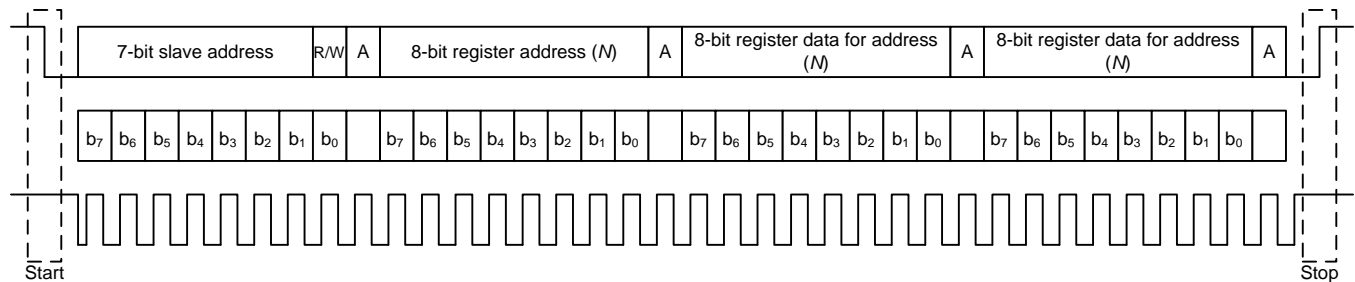 7-bit slave address R/W A 8-bit register address (N) A 8-bit register data for address (N) A 8-bit register data for address (N) A
b7 b6 b5 b4 b3 b2 b1 b0 b7 b6 b5 b4 b3 b2 b1 b0 b7 b6 b5 b4 b3 b2 b1 b0 b7 b6 b5 b4 b3 b2 b1 b0
Start Stop